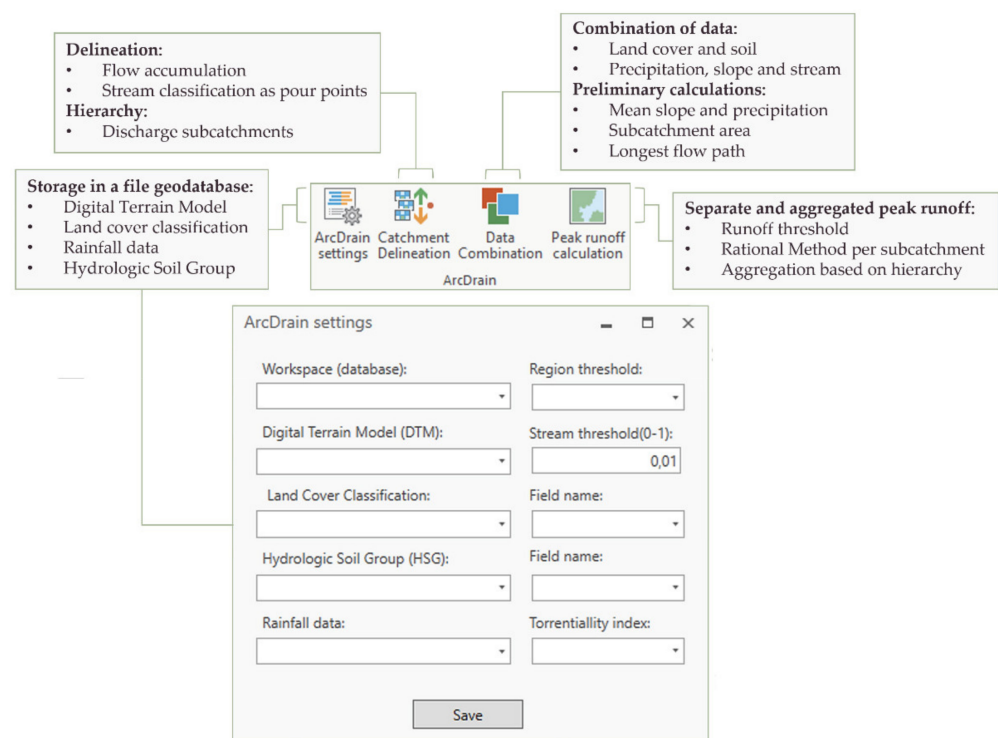 Delineation:
• Flow accumulation
• Stream classification as pour points
Hierarchy:
• Discharge subcatchments
Combination of data:
• Land cover and soil
• Precipitation, slope and stream
Preliminary calculations:
• Mean slope and precipitation
• Subcatchment area
• Longest flow path
Storage in a file geodatabase:
• Digital Terrain Model
• Land cover classification
• Rainfall data
• Hydrologic Soil Group
ArcDrain settings
Catchment Delineation
Data Combination
Peak runoff calculation
ArcDrain
Separate and aggregated peak runoff:
• Runoff threshold
• Rational Method per subcatchment
• Aggregation based on hierarchy
ArcDrain settings
Workspace (database):
Region threshold:
Digital Terrain Model (DTM):
Stream threshold(0-1):
0,01
Land Cover Classification:
Field name:
Hydrologic Soil Group (HSG):
Field name:
Rainfall data:
Torrentiallity index:
Save